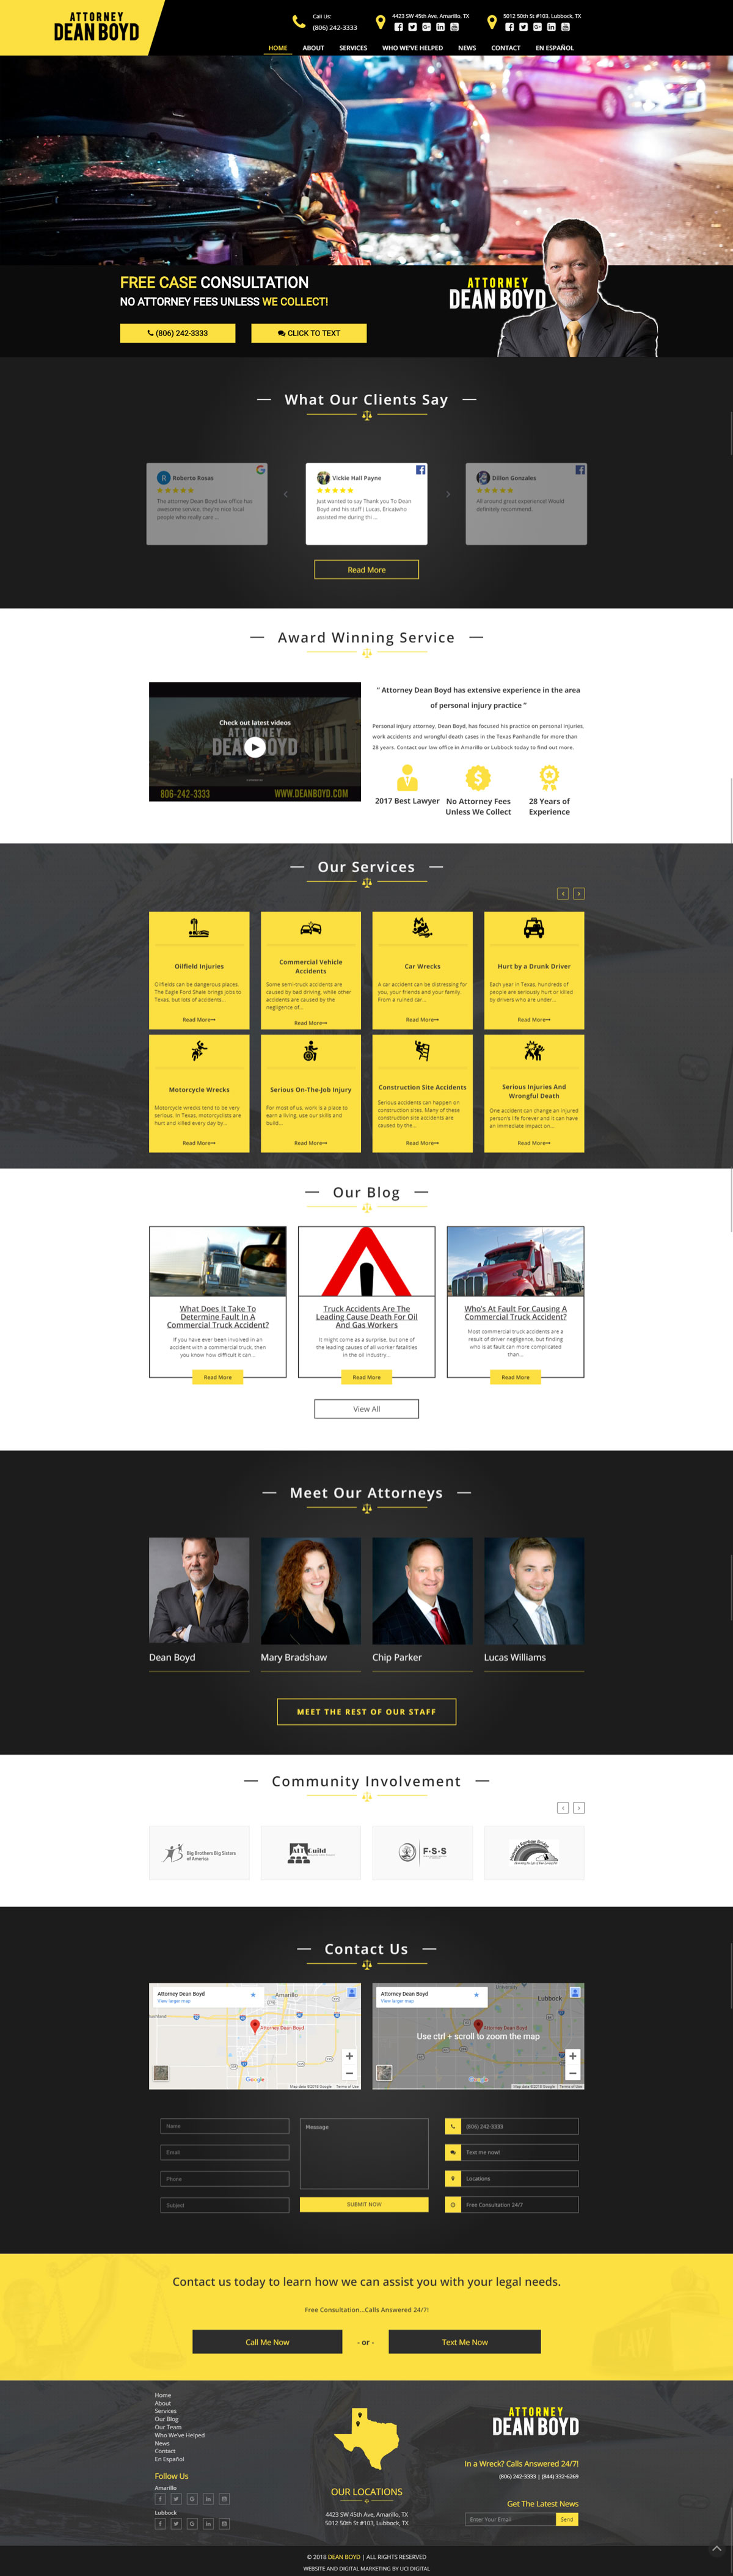 ATTORNEY
DEAN BOYD
Call Us:
(806) 242-3333
4423 SW 45th Ave, Amarillo, TX
5012 50th St #103, Lubbock, TX
HOME ABOUT SERVICES WHO WE'VE HELPED NEWS CONTACT EN ESPAÑOL
FREE CASE CONSULTATION
NO ATTORNEY FEES UNLESS WE COLLECT!
(806) 242-3333
CLICK TO TEXT
ATTORNEY
DEAN BOYD
What Our Clients Say
Roberto Rosas
The attorney Dean Boyd law office has
awesome service, they're nice local
people who really care ...
Vickie Hall Payne
Just wanted to say Thank you To Dean
Boyd and his staff ( Lucas, Erica)who
assisted me during thi ...
Dillon Gonzales
All around great experience! Would
definitely recommend.
Read More
Award Winning Service
Check out latest videos
ATTORNEY
DEAN BOYD
806-242-3333 WWW.DEANBOYD.COM
" Attorney Dean Boyd has extensive experience in the area
of personal injury practice "
Personal injury attorney, Dean Boyd, has focused his practice on personal injuries,
work accidents and wrongful death cases in the Texas Panhandle for more than
28 years. Contact our law office in Amarillo or Lubbock today to find out more.
2017 Best Lawyer
No Attorney Fees
Unless We Collect
28 Years of
Experience
Our Services
Oilfield Injuries
Oilfields can be dangerous places.
The Eagle Ford Shale brings jobs to
Texas, but lots of accidents...
Read More
Commercial Vehicle
Accidents
Some semi-truck accidents are
caused by bad driving, while other
accidents are caused by the
negligence of...
Read More
Car Wrecks
A car accident can be distressing for
you, your friends and your family.
From a ruined car...
Read More
Hurt by a Drunk Driver
Each year in Texas, hundreds of
people are seriously hurt or killed
by drivers who are under...
Read More
Motorcycle Wrecks
Motorcycle wrecks tend to be very
serious. In Texas, motorcyclists are
hurt and killed every day by...
Read More
Serious On-The-Job Injury
For most of us, work is a place to
earn a living, use our skills and
build...
Read More
Construction Site Accidents
Serious accidents can happen on
construction sites. Many of these
construction site accidents are
caused by the...
Read More
Serious Injuries And
Wrongful Death
One accident can change an injured
person's life forever and it can have
an immediate impact on...
Read More
Our Blog
What Does It Take To
Determine Fault In A
Commercial Truck Accident?
If you have ever been involved in an
accident with a commercial truck, then
you know how difficult it can...
Read More
Truck Accidents Are The
Leading Cause Death For Oil
And Gas Workers
It might come as a surprise, but one of
the leading causes of all worker fatalities
in the oil industry...
Read More
Who's At Fault For Causing A
Commercial Truck Accident?
Most commercial truck accidents are a
result of driver negligence, but finding
who is at fault can more complicated
than...
Read More
View All
Meet Our Attorneys
Dean Boyd
Mary Bradshaw
Chip Parker
Lucas Williams
MEET THE REST OF OUR STAFF
Community Involvement
Big Brothers Big Sisters
of America
Guild
F·S·S
Contact Us
Attorney Dean Boyd
View larger map
Amarillo
Attorney Dean Boyd
Google
Map data ©2018 Google Terms of Use
Attorney Dean Boyd
View larger map
Lubbock
Attorney Dean Boyd
Use ctrl + scroll to zoom the map
Google
Map data ©2018 Google Terms of Use
Name
Email
Phone
Subject
Message
SUBMIT NOW
(806) 242-3333
Text me now!
Locations
Free Consultation 24/7
Contact us today to learn how we can assist you with your legal needs.
Free Consultation...Calls Answered 24/7!
Call Me Now
- or -
Text Me Now
LAW
Home
About
Services
Our Blog
Our Team
Who We've Helped
News
Contact
En Español
Follow Us
Amarillo
Lubbock
OUR LOCATIONS
4423 SW 45th Ave, Amarillo, TX
5012 50th St #103, Lubbock, TX
ATTORNEY
DEAN BOYD
In a Wreck? Calls Answered 24/7!
(806) 242-3333 | (844) 332-6269
Get The Latest News
Enter Your Email
Send
© 2018 DEAN BOYD | ALL RIGHTS RESERVED
WEBSITE AND DIGITAL MARKETING BY UCI DIGITAL